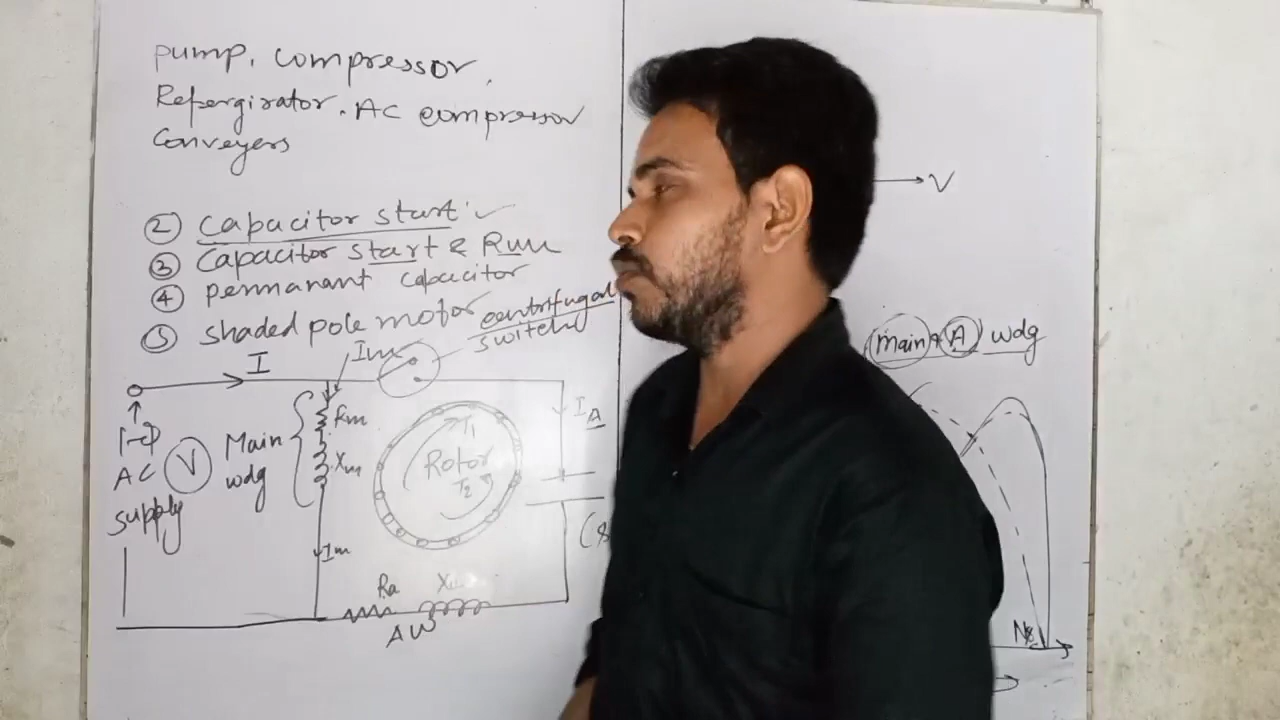 pump, compressor,
Refergirator. AC compressor
Conveyers
② Capacitor start ✓
③ Capacitor start & Run
④ permanant capacitor
⑤ shaded pole motor
centrifugal
switch
I
Im
1-Φ
AC
supply
V
Main
wdg
Rm
Xm
Im
Rotor
T1
T2
IA
Ra
AW
V
main + A wdg
Ns